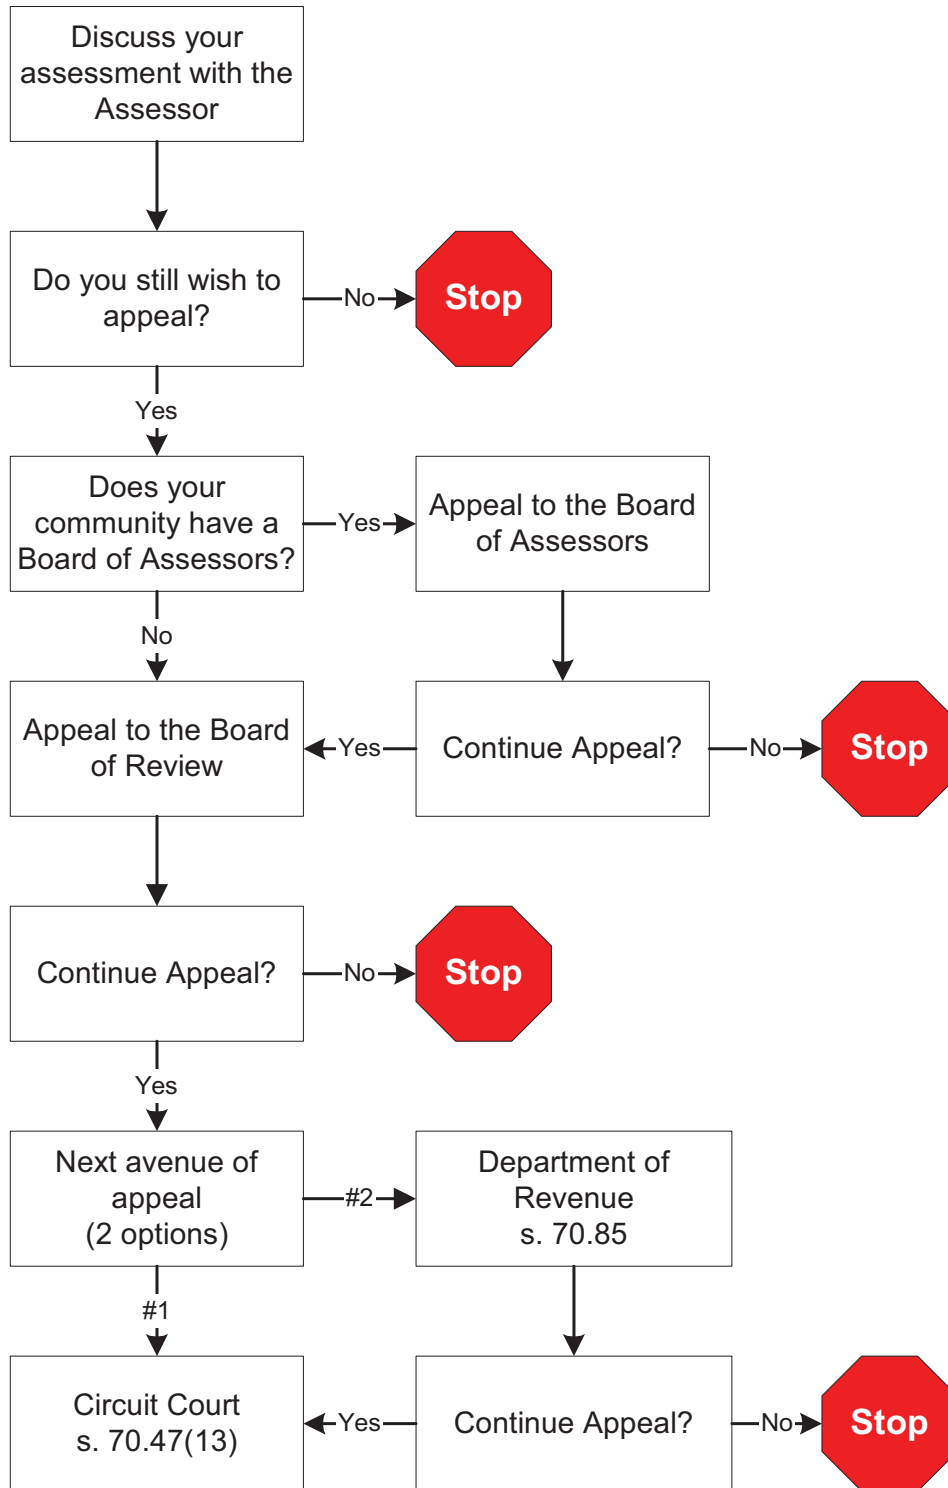 Discuss your
assessment with the
Assessor
Do you still wish to
appeal?
No
Stop
Yes
Does your
community have a
Board of Assessors?
Yes
Appeal to the Board
of Assessors
No
Appeal to the Board
of Review
Yes
Continue Appeal?
No
Stop
Continue Appeal?
No
Stop
Yes
Next avenue of
appeal
(2 options)
#2
Department of
Revenue
s. 70.85
#1
Circuit Court
s. 70.47(13)
Yes
Continue Appeal?
No
Stop